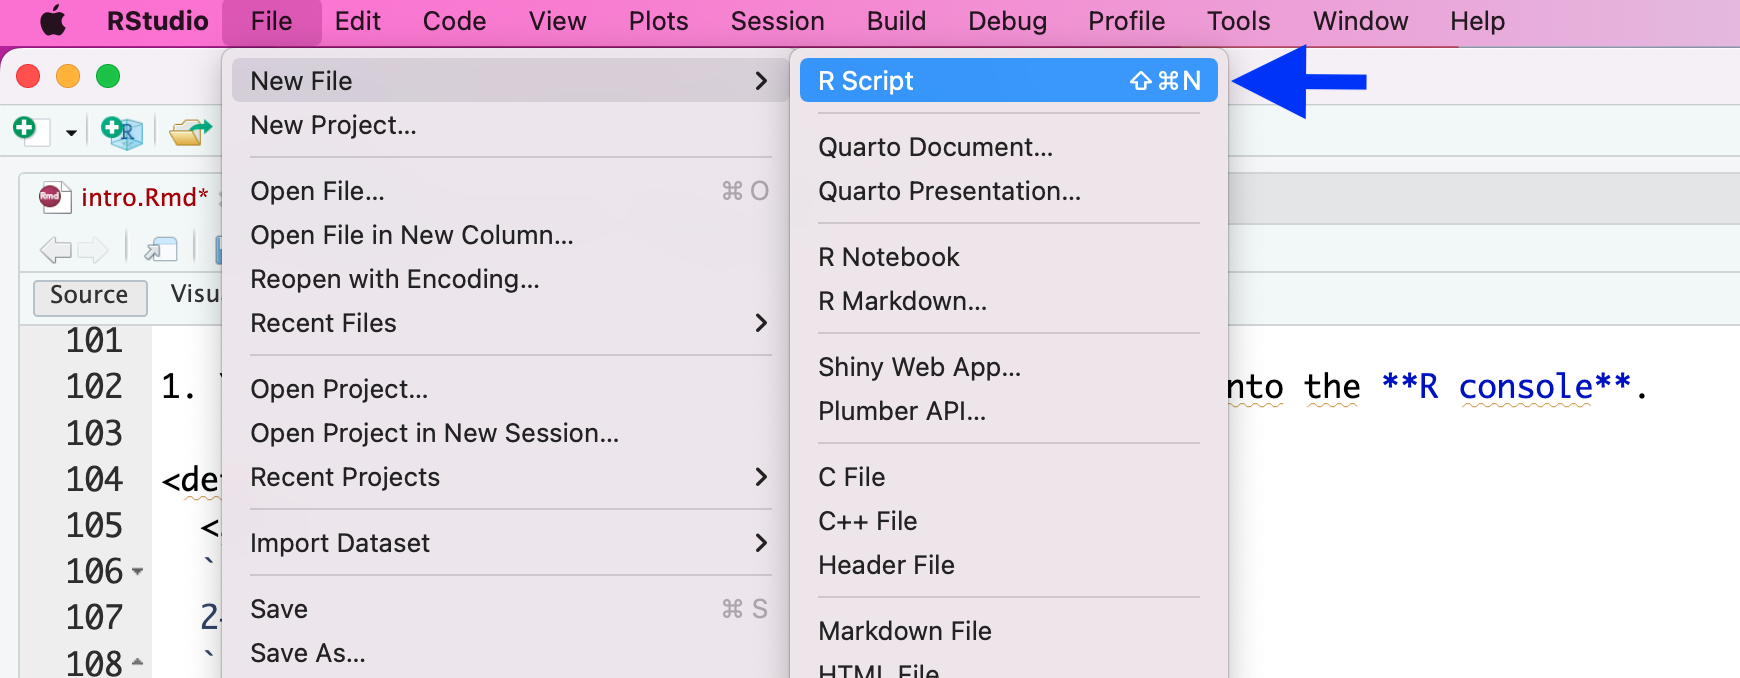 RStudio File Edit Code View Plots Session Build Debug Profile Tools Window Help
New File
New Project...
Open File... ⌘ O
Open File in New Column...
Reopen with Encoding...
Recent Files
Open Project...
Open Project in New Session...
Recent Projects
Import Dataset
Save ⌘ S
Save As...
R Script ⇧⌘N
Quarto Document...
Quarto Presentation...
R Notebook
R Markdown...
Shiny Web App...
Plumber API...
C File
C++ File
Header File
Markdown File
HTML File
R
Rmd intro.Rmd*
Source
101
102 1. the **R console**.
103
104
105 <
106 `
107 2
108 `